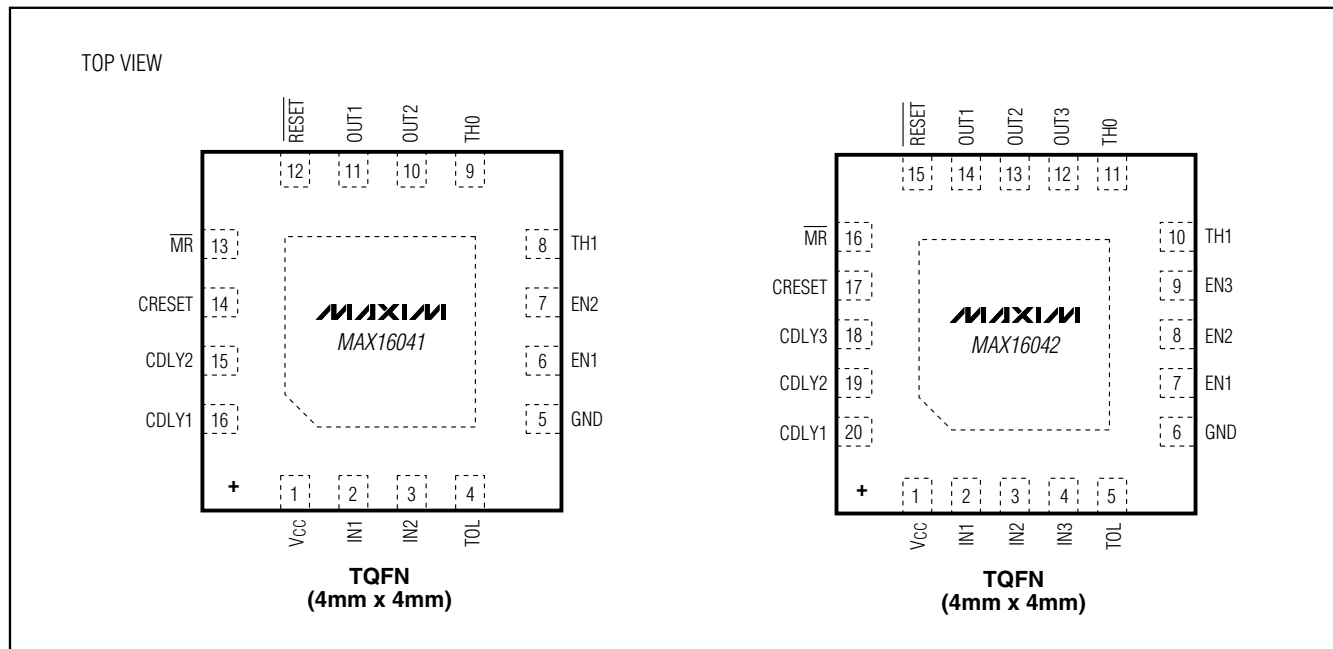 TOP VIEW
RESET
OUT1
OUT2
TH0
12
11
10
9
MR
13
CRESET
14
CDLY2
15
CDLY1
16
8
TH1
7
EN2
6
EN1
5
GND
MAXIM
MAX16041
+
1
2
3
4
VCC
IN1
IN2
TOL
TQFN
(4mm x 4mm)
RESET
OUT1
OUT2
OUT3
TH0
15
14
13
12
11
MR
16
CRESET
17
CDLY3
18
CDLY2
19
CDLY1
20
10
TH1
9
EN3
8
EN2
7
EN1
6
GND
MAXIM
MAX16042
+
1
2
3
4
5
VCC
IN1
IN2
IN3
TOL
TQFN
(4mm x 4mm)